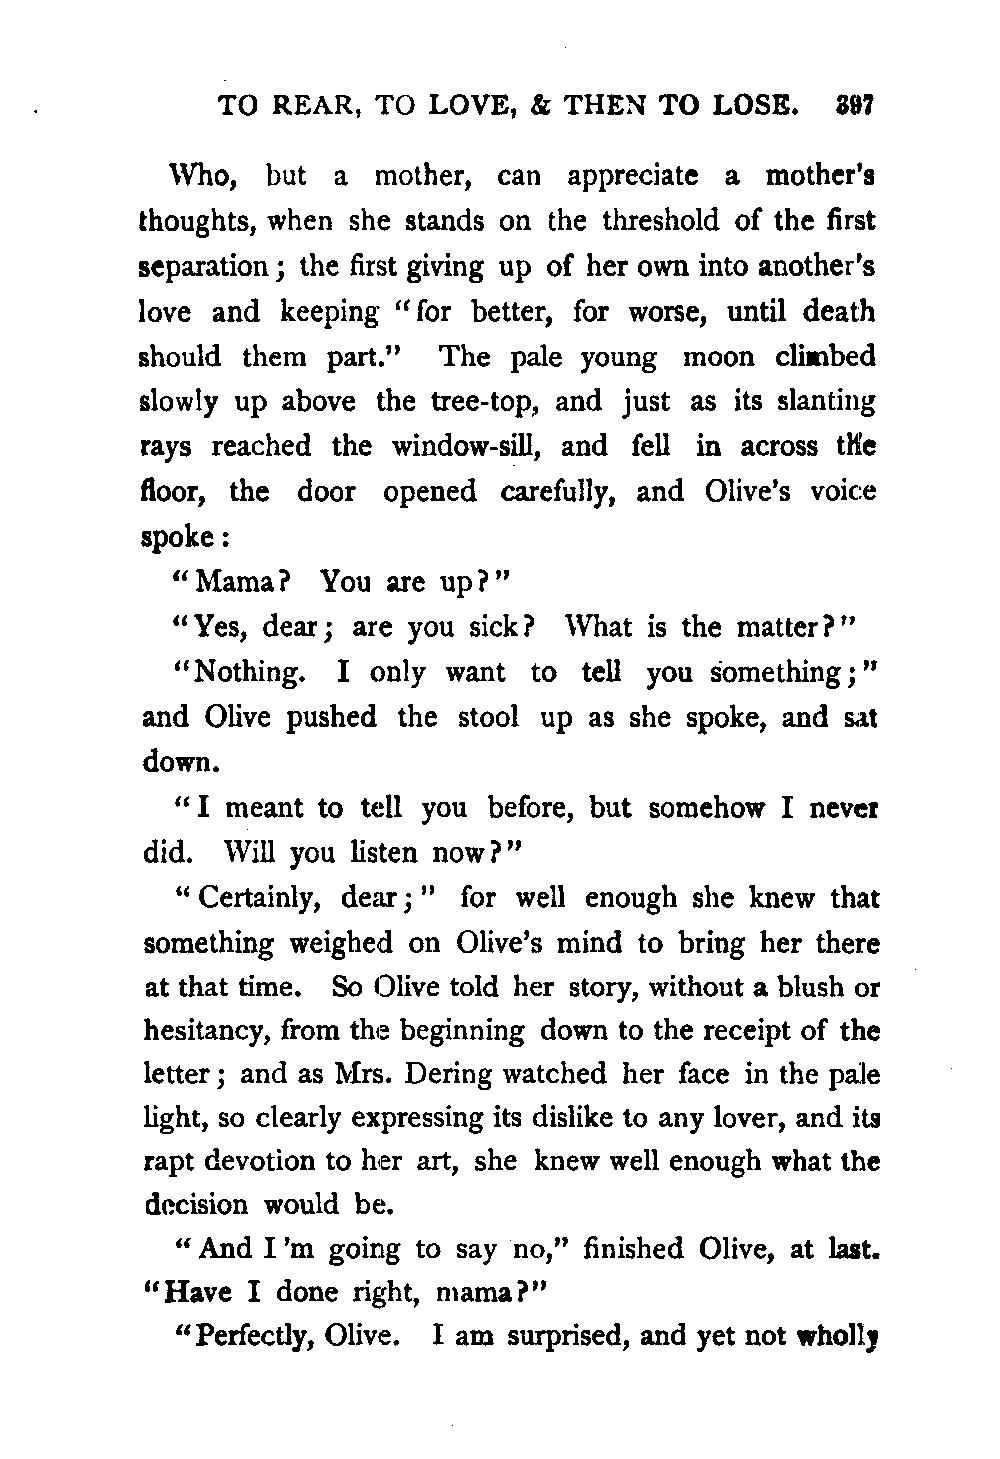 TO REAR, TO LOVE, & THEN TO LOSE. 397
Who, but a mother, can appreciate a mother's
thoughts, when she stands on the threshold of the first
separation; the first giving up of her own into another's
love and keeping "for better, for worse, until death
should them part." The pale young moon climbed
slowly up above the tree-top, and just as its slanting
rays reached the window-sill, and fell in across the
floor, the door opened carefully, and Olive's voice
spoke:
"Mama? You are up?"
"Yes, dear; are you sick? What is the matter?"
"Nothing. I only want to tell you something;"
and Olive pushed the stool up as she spoke, and sat
down.
"I meant to tell you before, but somehow I never
did. Will you listen now?"
"Certainly, dear;" for well enough she knew that
something weighed on Olive's mind to bring her there
at that time. So Olive told her story, without a blush or
hesitancy, from the beginning down to the receipt of the
letter; and as Mrs. Dering watched her face in the pale
light, so clearly expressing its dislike to any lover, and its
rapt devotion to her art, she knew well enough what the
decision would be.
"And I'm going to say no," finished Olive, at last.
"Have I done right, mama?"
"Perfectly, Olive. I am surprised, and yet not wholly